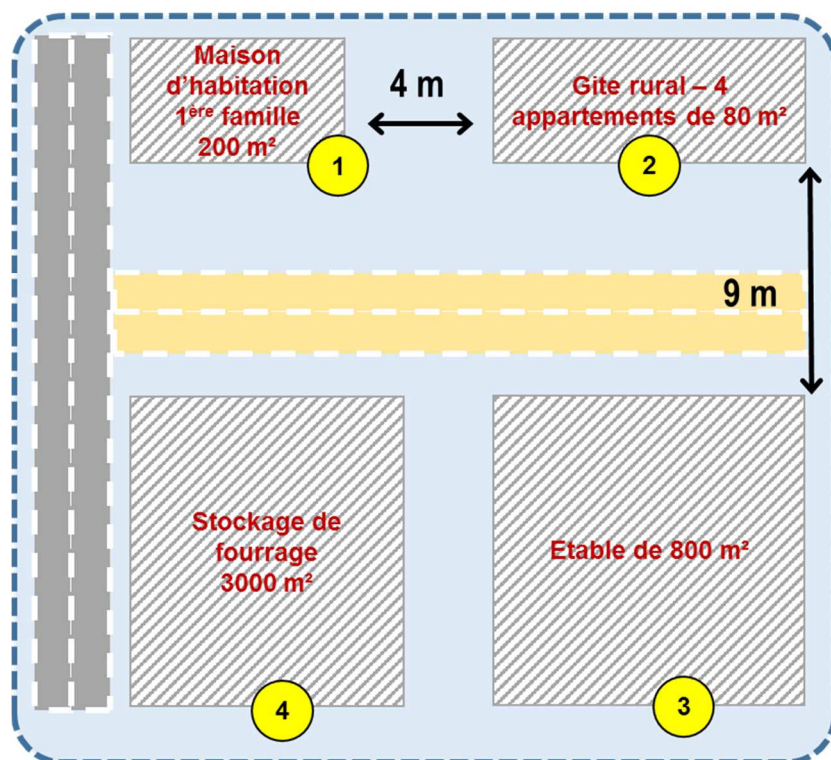 Maison
d’habitation
1ère famille
200 m²
1
4 m
Gite rural – 4
appartements de 80 m²
2
9 m
Stockage de
fourrage
3000 m²
4
Etable de 800 m²
3